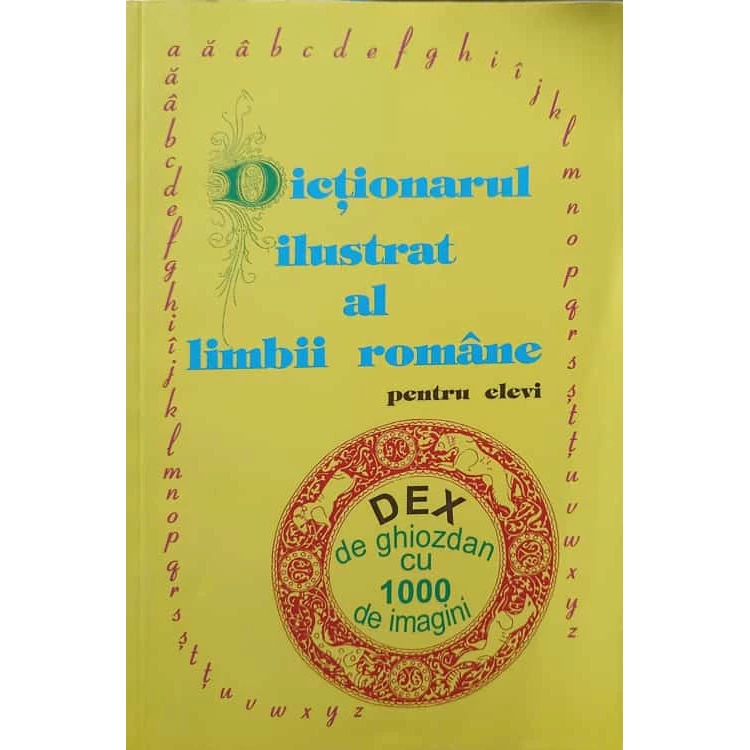 a ă â b c d e f g h i î j k l m n o p q r s ș t ț u v w x y z
a ă â b c d e f g h i î j k l m n o p q r s ș t ț u v w x y z
Dicționarul
ilustrat
al
limbii române
pentru elevi
DEX
de ghiozdan
cu
1000
de imagini